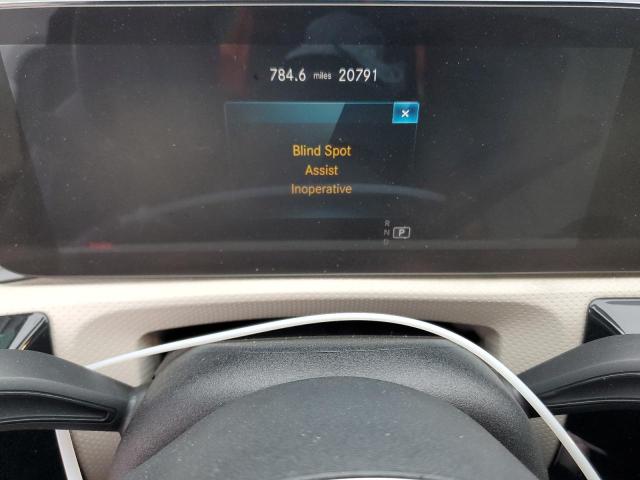 784.6 miles 20791
Blind Spot
Assist
Inoperative
R
N P
D